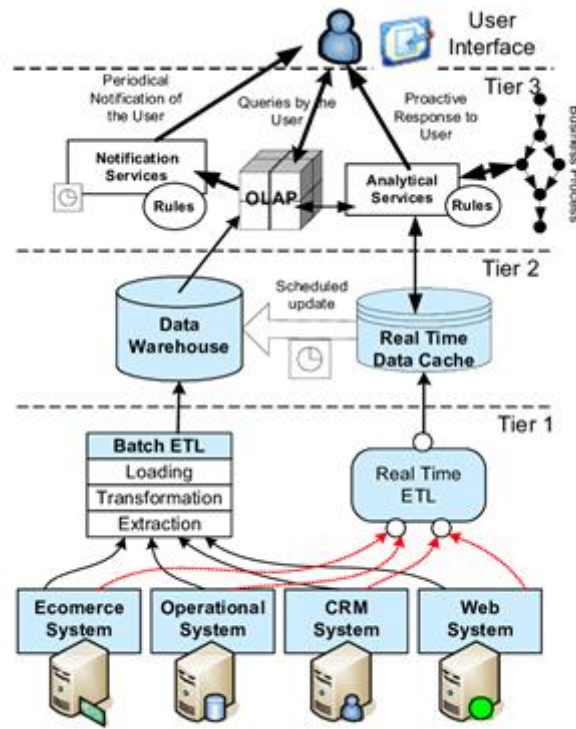 User
Interface
Tier 3
Periodical
Notification of
the User
Queries by the
User
Proactive
Response to
User
Business Process
Notification
Services
Rules
OLAP
Analytical
Services
Rules
Tier 2
Data
Warehouse
Scheduled
update
Real Time
Data Cache
Tier 1
Batch ETL
Loading
Transformation
Extraction
Real Time
ETL
Ecomerce
System
Operational
System
CRM
System
Web
System